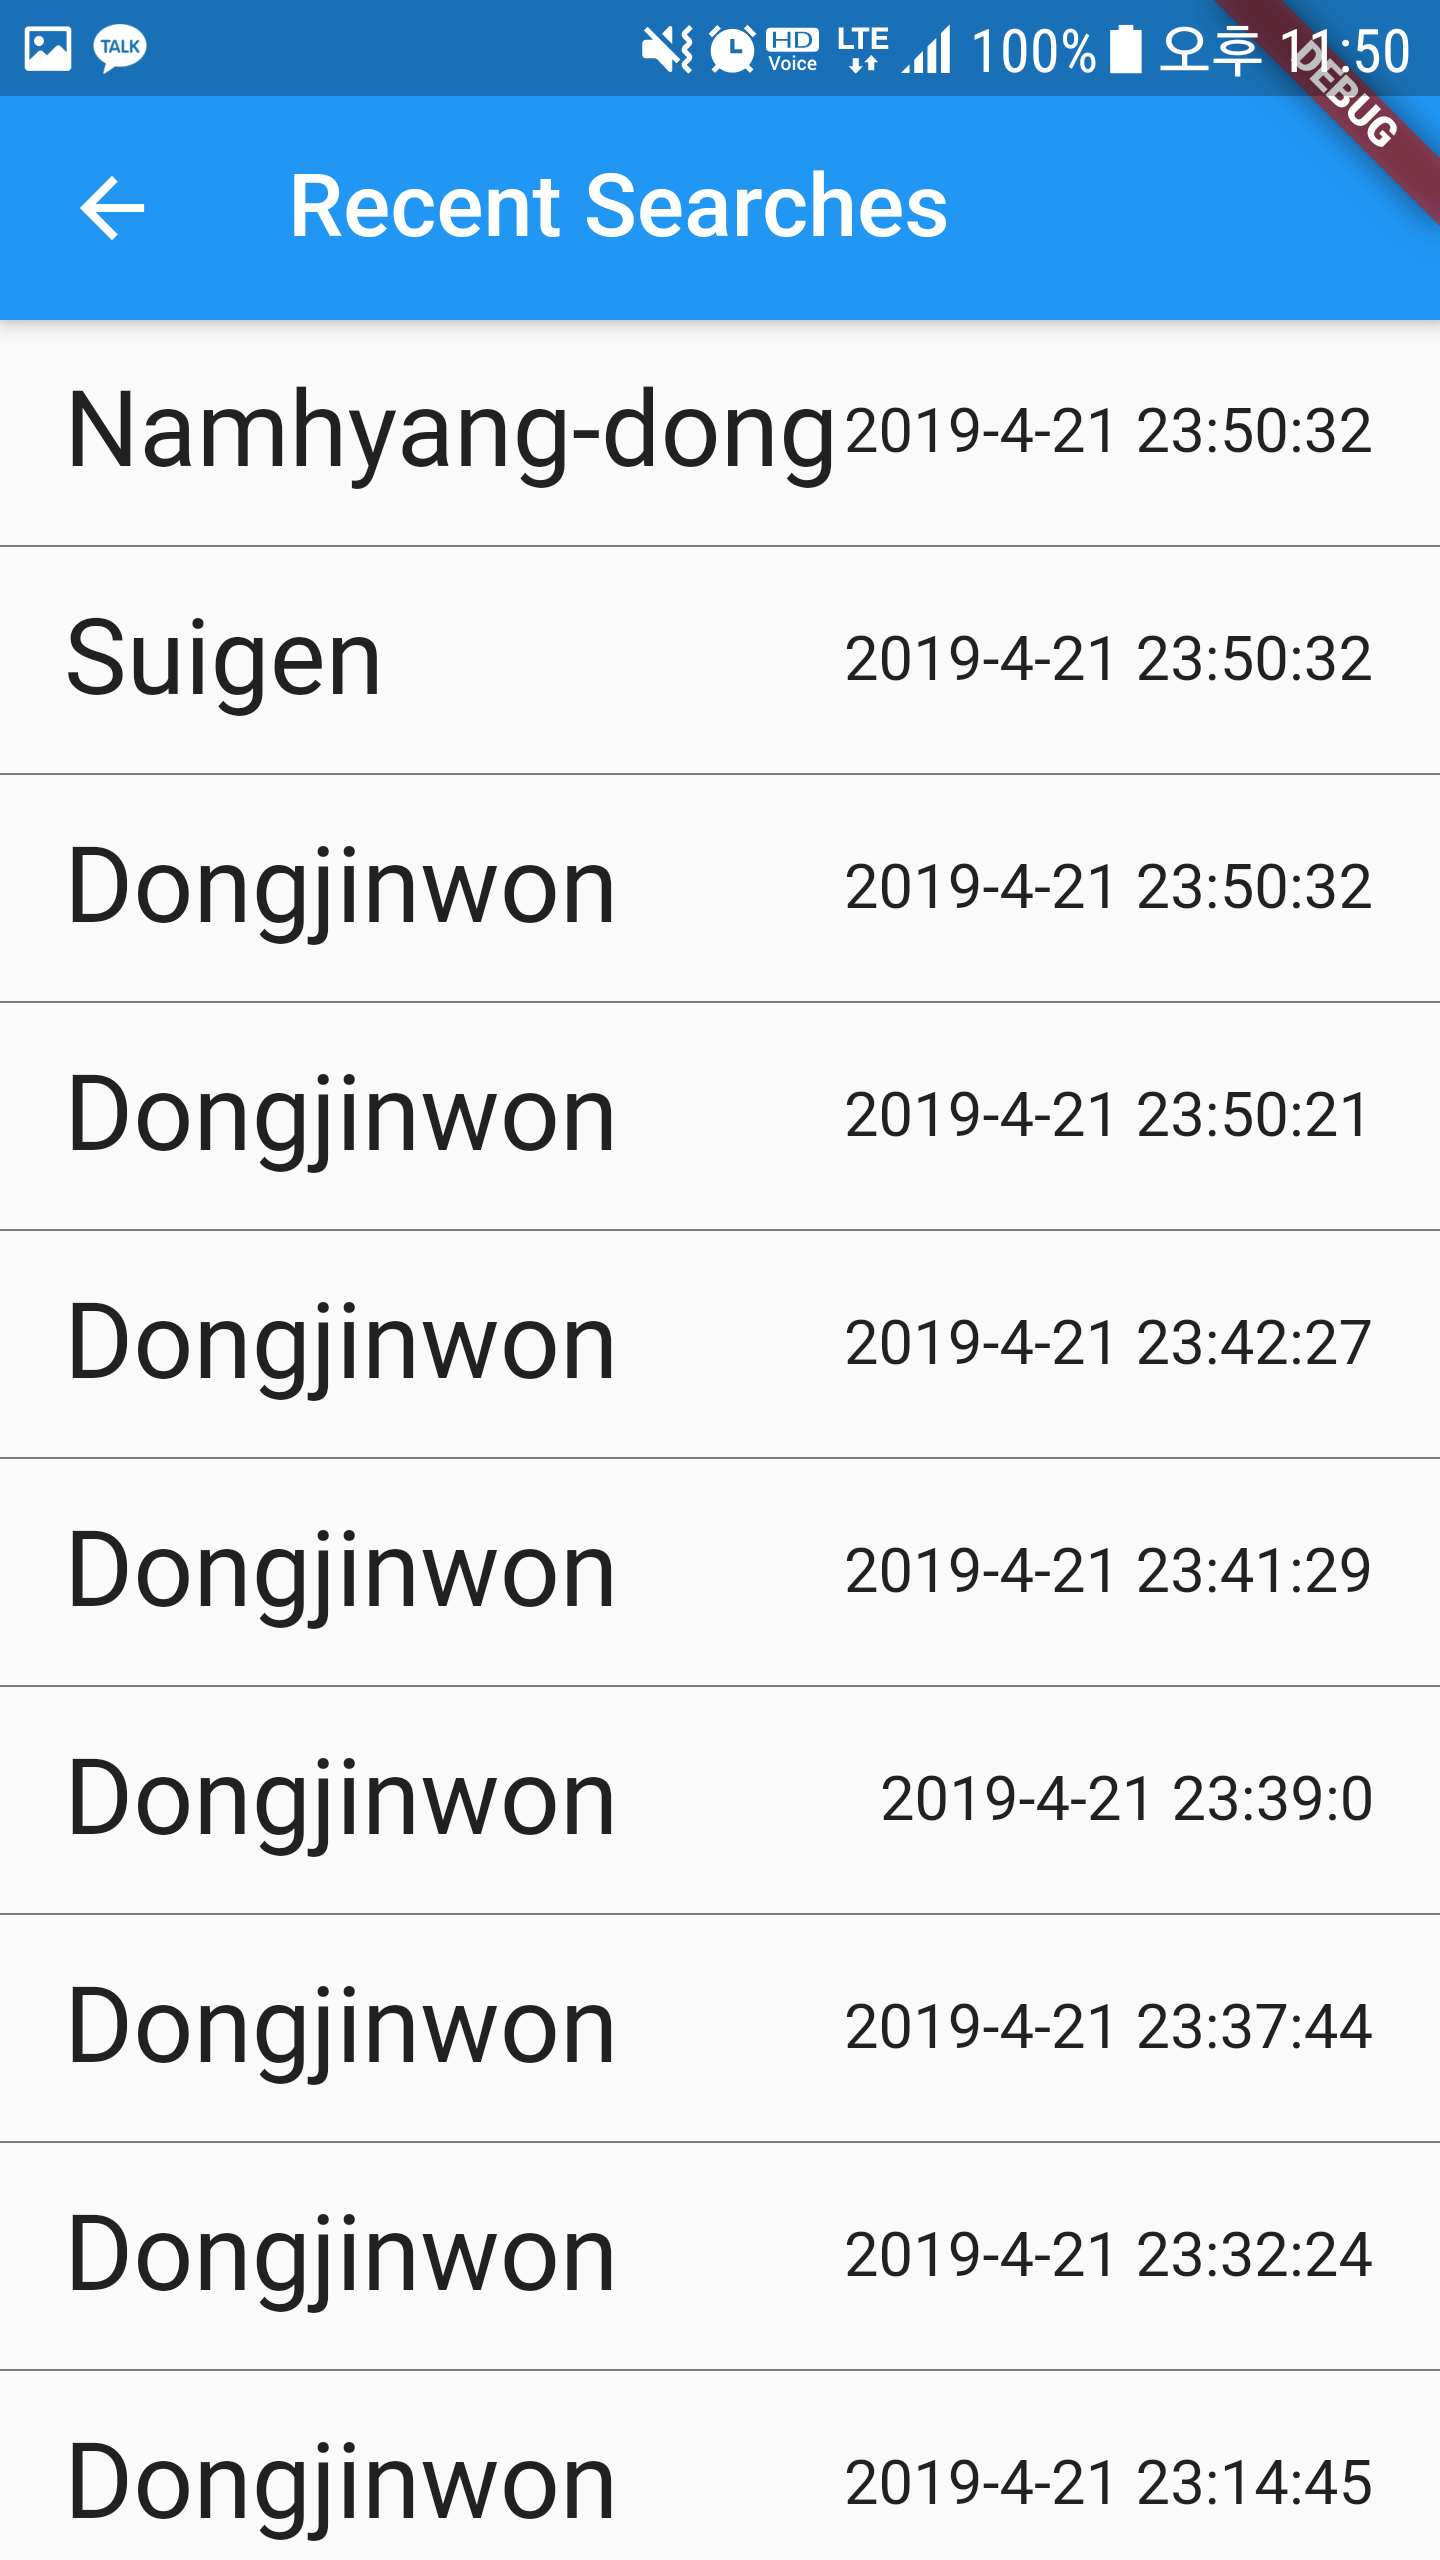 TALK HD Voice LTE 100% 오후 11:50
DEBUG
Recent Searches
Namhyang-dong 2019-4-21 23:50:32
Suigen 2019-4-21 23:50:32
Dongjinwon 2019-4-21 23:50:32
Dongjinwon 2019-4-21 23:50:21
Dongjinwon 2019-4-21 23:42:27
Dongjinwon 2019-4-21 23:41:29
Dongjinwon 2019-4-21 23:39:0
Dongjinwon 2019-4-21 23:37:44
Dongjinwon 2019-4-21 23:32:24
Dongjinwon 2019-4-21 23:14:45